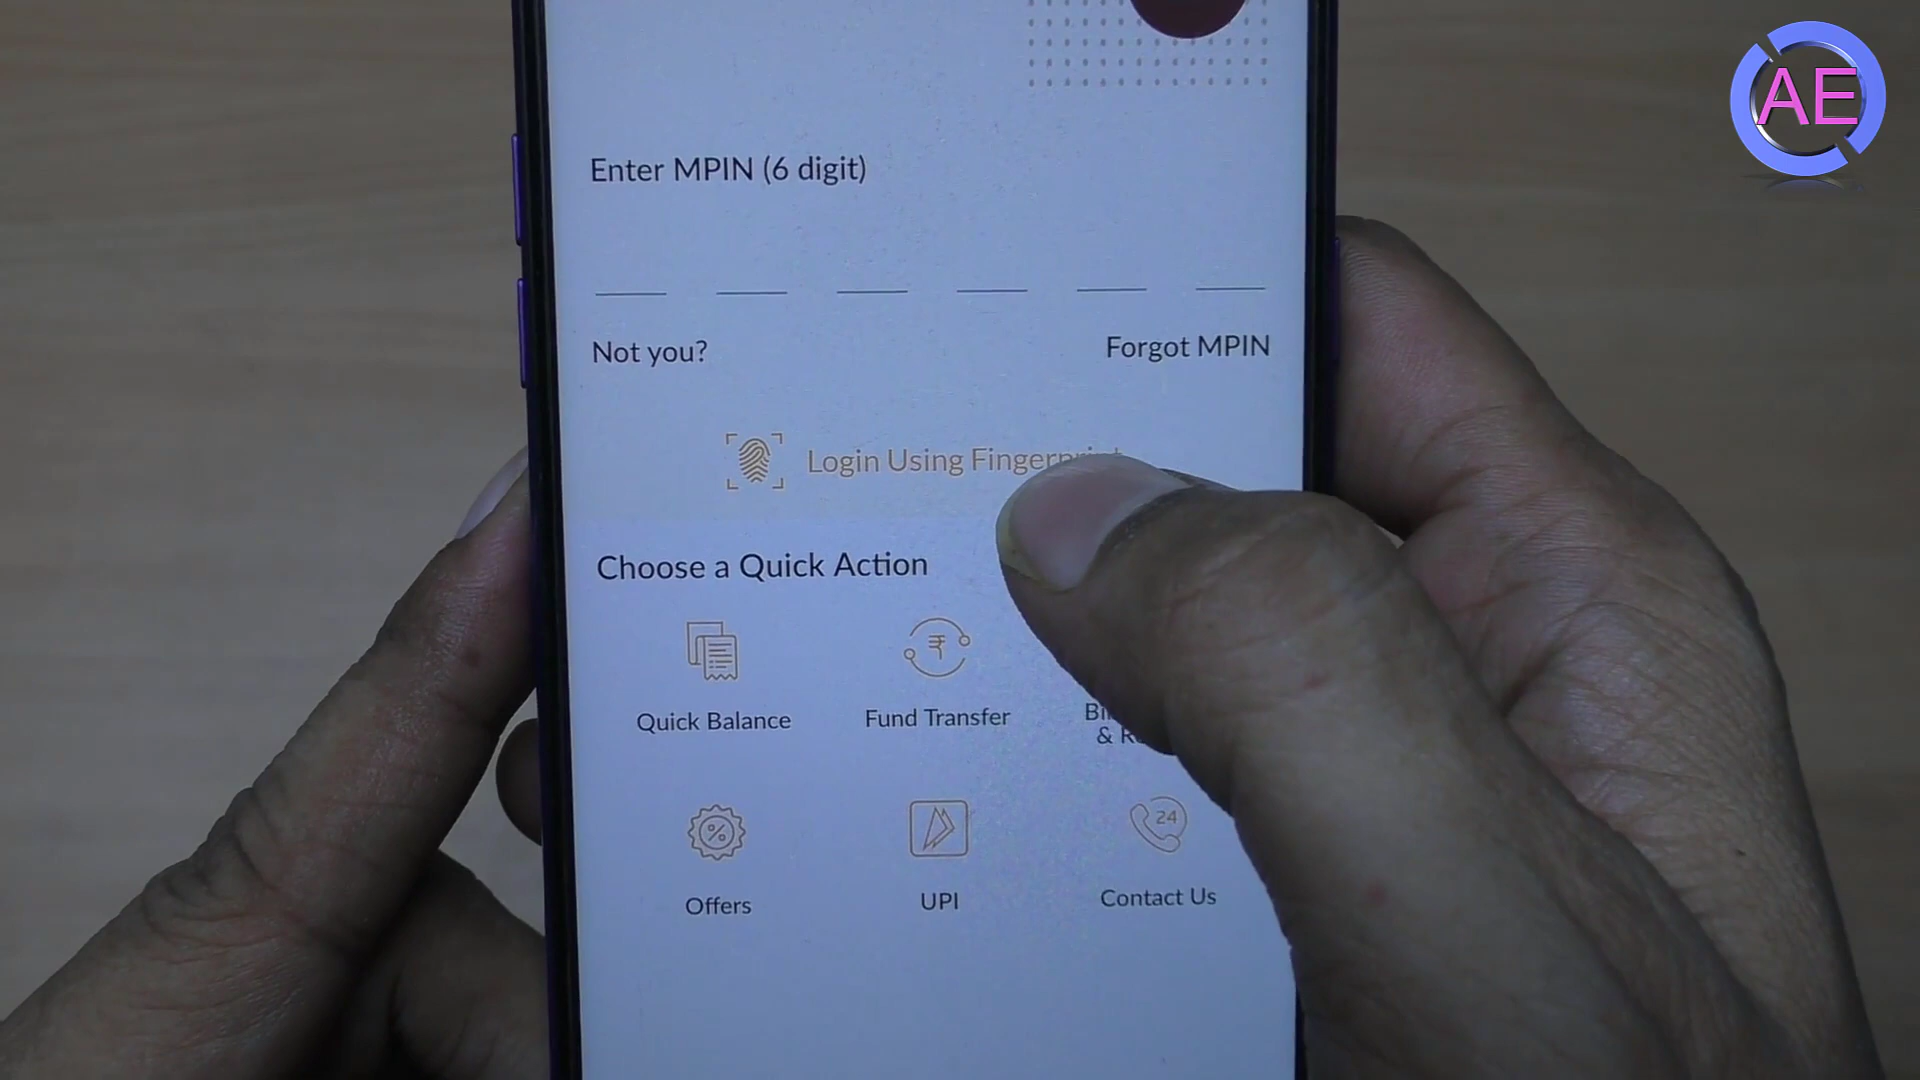 AE
Enter MPIN (6 digit)
Not you?
Forgot MPIN
Login Using
Choose a Quick Action
Quick Balance
Fund Transfer
&
Offers
UPI
24
Contact Us